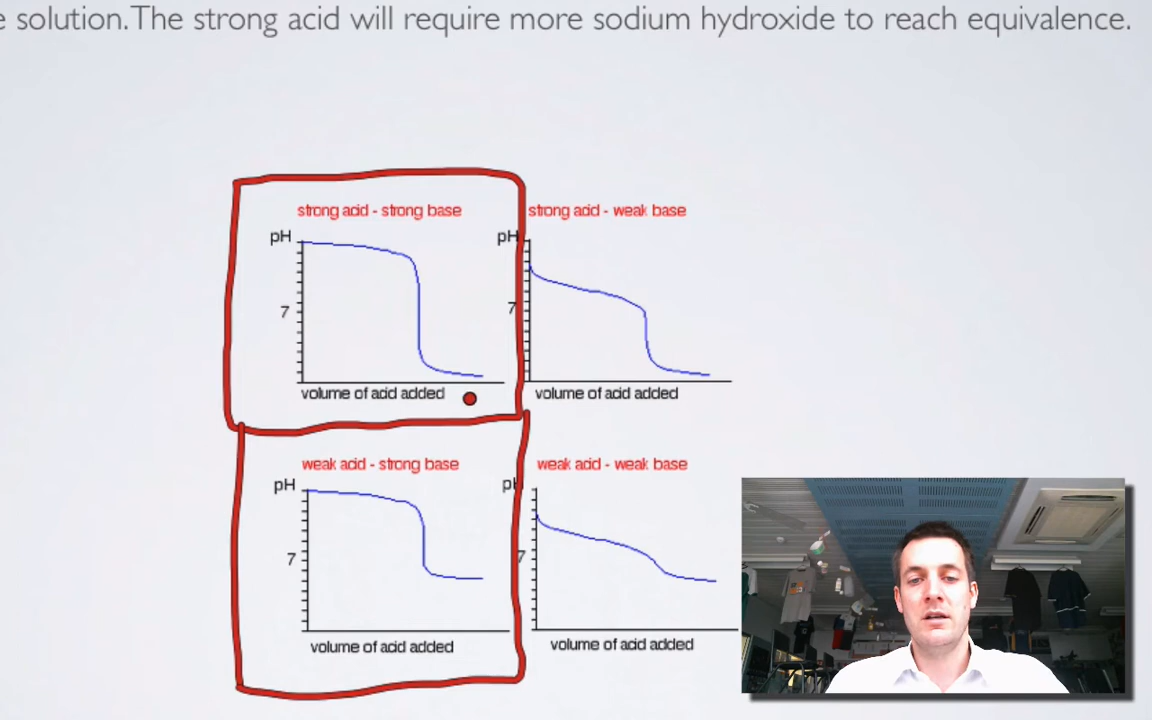 e solution. The strong acid will require more sodium hydroxide to reach equivalence.
strong acid - strong base
strong acid - weak base
pH
pH
7
7
volume of acid added
volume of acid added
weak acid - strong base
weak acid - weak base
pH
pH
7
7
volume of acid added
volume of acid added